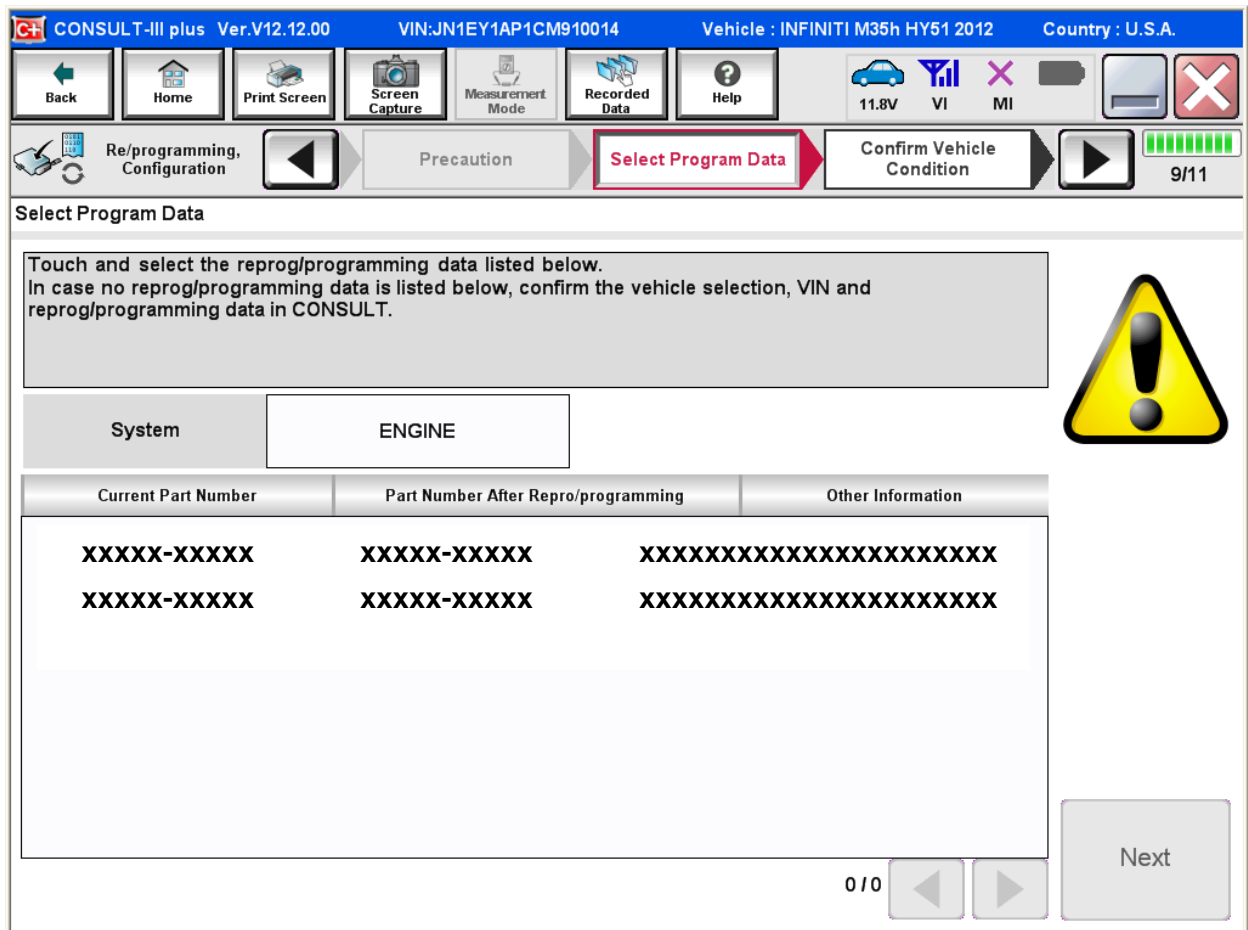 C+ CONSULT-III plus Ver.V12.12.00 VIN:JN1EY1AP1CM910014 Vehicle : INFINITI M35h HY51 2012 Country : U.S.A.
Back
Home
Print Screen
Screen
Capture
Measurement
Mode
Recorded
Data
Help
11.8V
VI
MI
Re/programming,
Configuration
Precaution
Select Program Data
Confirm Vehicle
Condition
9/11
Select Program Data
Touch and select the reprog/programming data listed below.
In case no reprog/programming data is listed below, confirm the vehicle selection, VIN and
reprog/programming data in CONSULT.
System ENGINE
Current Part Number Part Number After Repro/programming Other Information
XXXXX-XXXXX XXXXX-XXXXX XXXXXXXXXXXXXXXXXXXXXX
XXXXX-XXXXX XXXXX-XXXXX XXXXXXXXXXXXXXXXXXXXXX
0/0
Next